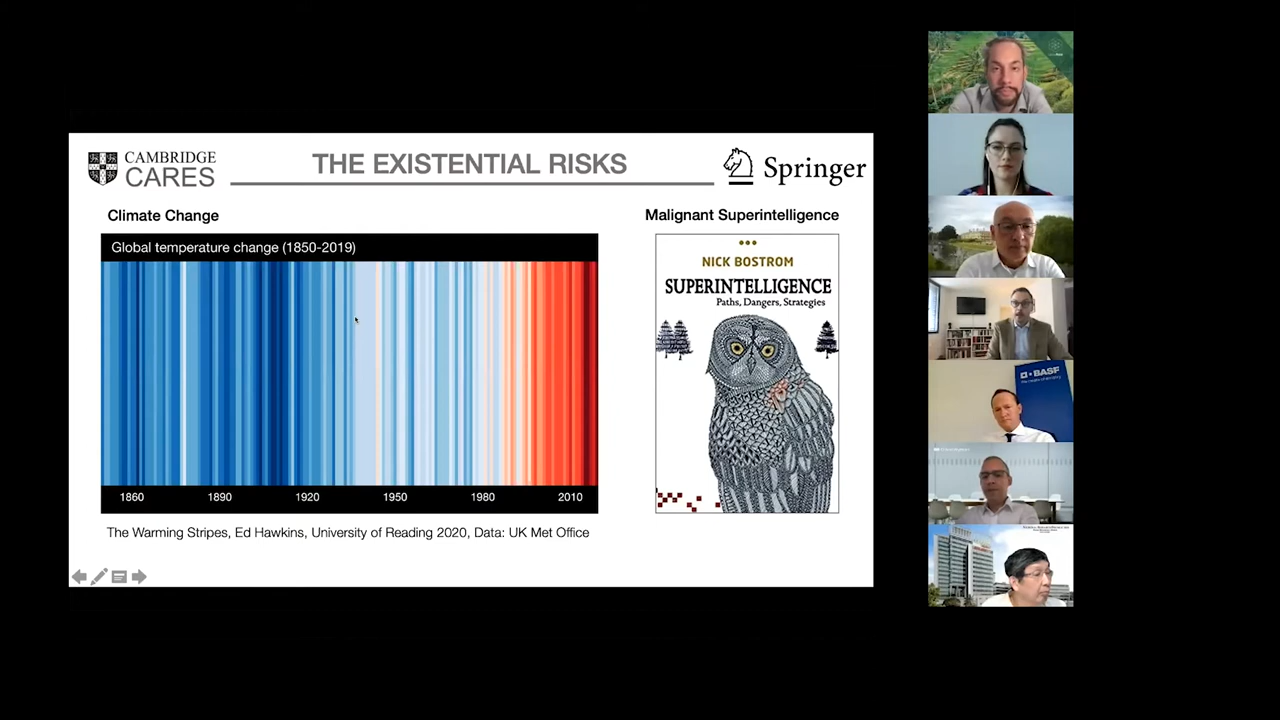 CAMBRIDGE
CARES
THE EXISTENTIAL RISKS
Springer
Climate Change
Malignant Superintelligence
Global temperature change (1850-2019)
NICK BOSTROM
SUPERINTELLIGENCE
Paths, Dangers, Strategies
1860 1890 1920 1950 1980 2010
The Warming Stripes, Ed Hawkins, University of Reading 2020, Data: UK Met Office
BASF